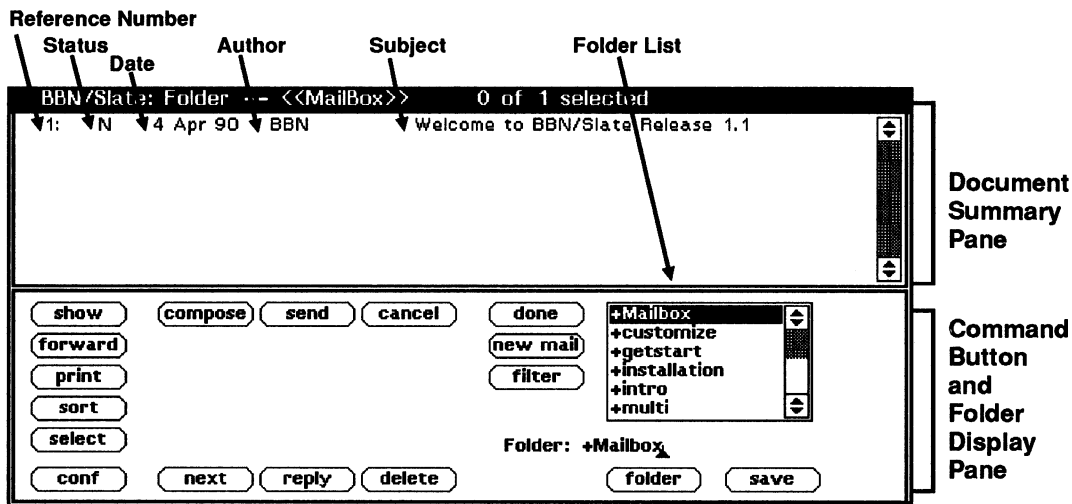 Reference Number
Status Author Subject Folder List
Date
BBN/Slate: Folder -- <<MailBox>> 0 of 1 selected
1: N 4 Apr 90 BBN Welcome to BBN/Slate Release 1.1
Document
Summary
Pane
show compose send cancel done
forward new mail
print filter
sort
select
+Mailbox
+customize
+getstart
+installation
+intro
+multi
Folder: +Mailbox
conf next reply delete folder save
Command
Button
and
Folder
Display
Pane